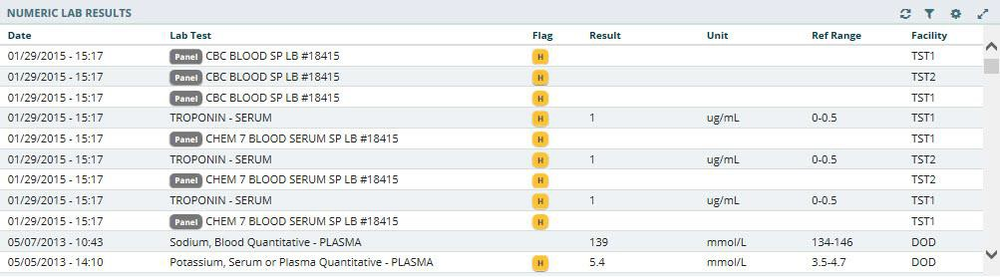 NUMERIC LAB RESULTS
Date Lab Test Flag Result Unit Ref Range Facility
01/29/2015 - 15:17 Panel CBC BLOOD SP LB #18415 H TST1
01/29/2015 - 15:17 Panel CBC BLOOD SP LB #18415 H TST2
01/29/2015 - 15:17 Panel CBC BLOOD SP LB #18415 H TST1
01/29/2015 - 15:17 TROPONIN - SERUM H 1 ug/mL 0-0.5 TST1
01/29/2015 - 15:17 Panel CHEM 7 BLOOD SERUM SP LB #18415 H TST1
01/29/2015 - 15:17 TROPONIN - SERUM H 1 ug/mL 0-0.5 TST2
01/29/2015 - 15:17 Panel CHEM 7 BLOOD SERUM SP LB #18415 H TST2
01/29/2015 - 15:17 TROPONIN - SERUM H 1 ug/mL 0-0.5 TST1
01/29/2015 - 15:17 Panel CHEM 7 BLOOD SERUM SP LB #18415 H TST1
05/07/2013 - 10:43 Sodium, Blood Quantitative - PLASMA 139 mmol/L 134-146 DOD
05/05/2013 - 14:10 Potassium, Serum or Plasma Quantitative - PLASMA H 5.4 mmol/L 3.5-4.7 DOD